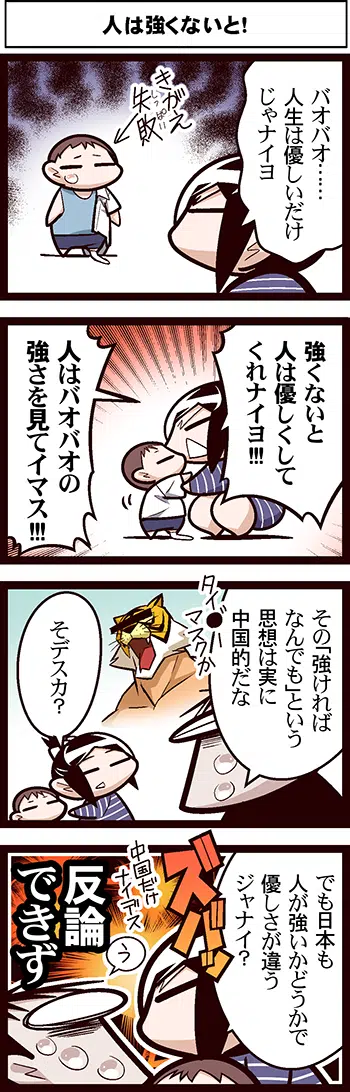 人は強くないと!
バオバオ……
人生は優しいだけ
じゃナイヨ
きがえ
失敗
しっぱい
強くないと
人は優しくして
くれナイヨ!!!
人はバオバオの
強さを見てイマス!!!
その「強ければ
なんでも」という
思想は実に
中国的だな
タイ●ー
マスクか
そデスカ?
でも日本も
人が強いかどうかで
優しさが違う
ジャナイ?
ズバッ
中国だけ
ナイデス
う
反論
できず